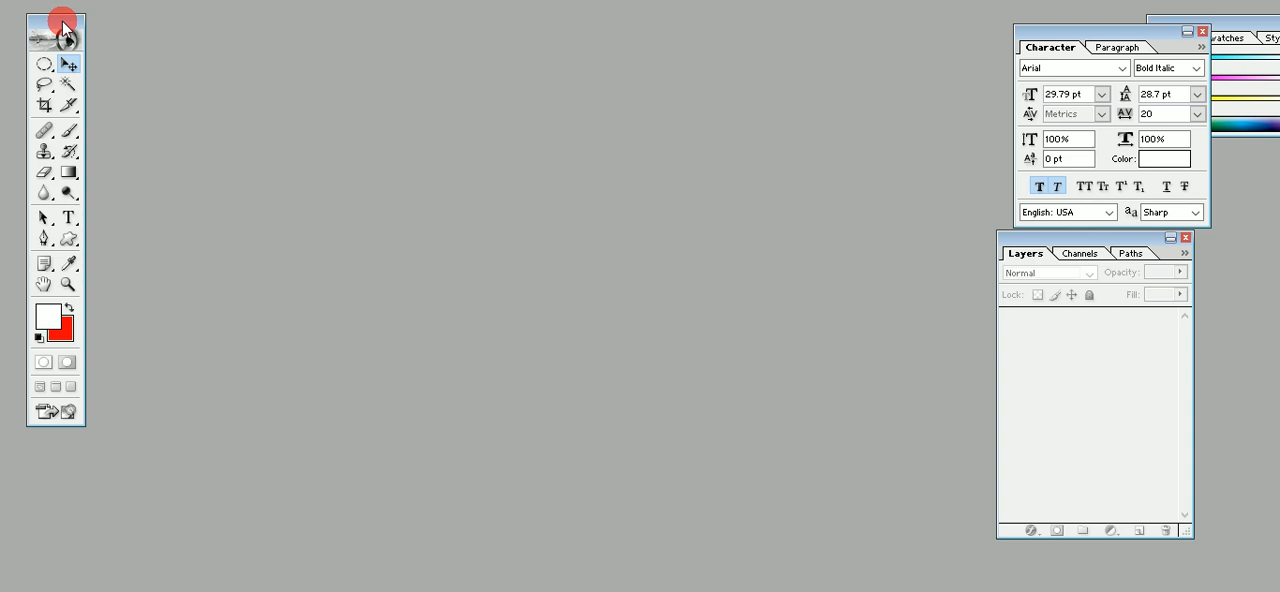 watches Sty
Character Paragraph
Arial Bold Italic
29.79 pt 28.7 pt
Metrics 20
100% 100%
0 pt Color:
T T TT Tr T¹ T₁ T T
English: USA aa Sharp
Layers Channels Paths
Normal Opacity:
Lock: Fill: